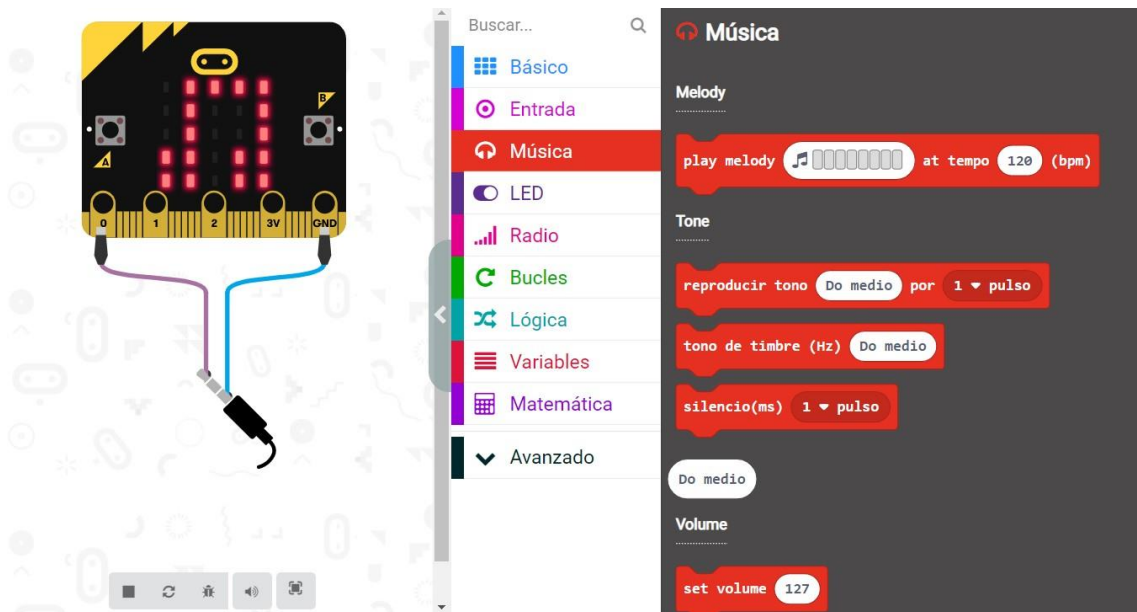 B
A
0 1 2 3V GND
Buscar...
Básico
Entrada
Música
LED
Radio
Bucles
Lógica
Variables
Matemática
Avanzado
Música
Melody
play melody at tempo 120 (bpm)
Tone
reproducir tono Do medio por 1 pulso
tono de timbre (Hz) Do medio
silencio(ms) 1 pulso
Do medio
Volume
set volume 127